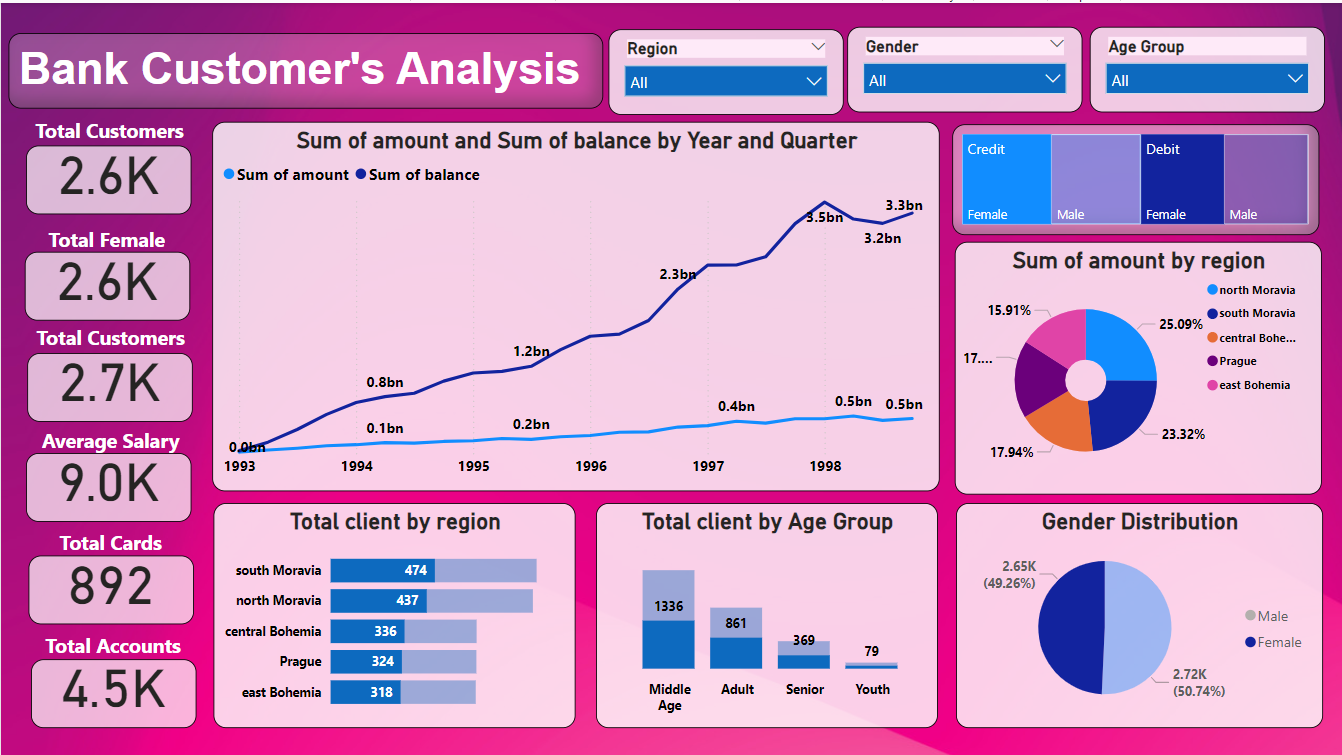 Bank Customer's Analysis
Region
All
Gender
All
Age Group
All
Total Customers
2.6K
Total Female
2.6K
Total Customers
2.7K
Average Salary
9.0K
Total Cards
892
Total Accounts
4.5K
Sum of amount and Sum of balance by Year and Quarter
Sum of amount Sum of balance
3.5bn
3.3bn
3.2bn
2.3bn
1.2bn
0.8bn
0.0bn
0.1bn
0.2bn
0.4bn
0.5bn
0.5bn
1993 1994 1995 1996 1997 1998
Credit Debit
Female Male Female Male
Sum of amount by region
15.91%
25.09%
17....
17.94%
23.32%
north Moravia
south Moravia
central Bohe...
Prague
east Bohemia
Total client by region
south Moravia 474
north Moravia 437
central Bohemia 336
Prague 324
east Bohemia 318
Total client by Age Group
1336
861
369
79
Middle Age Adult Senior Youth
Gender Distribution
2.65K
(49.26%)
2.72K
(50.74%)
Male
Female